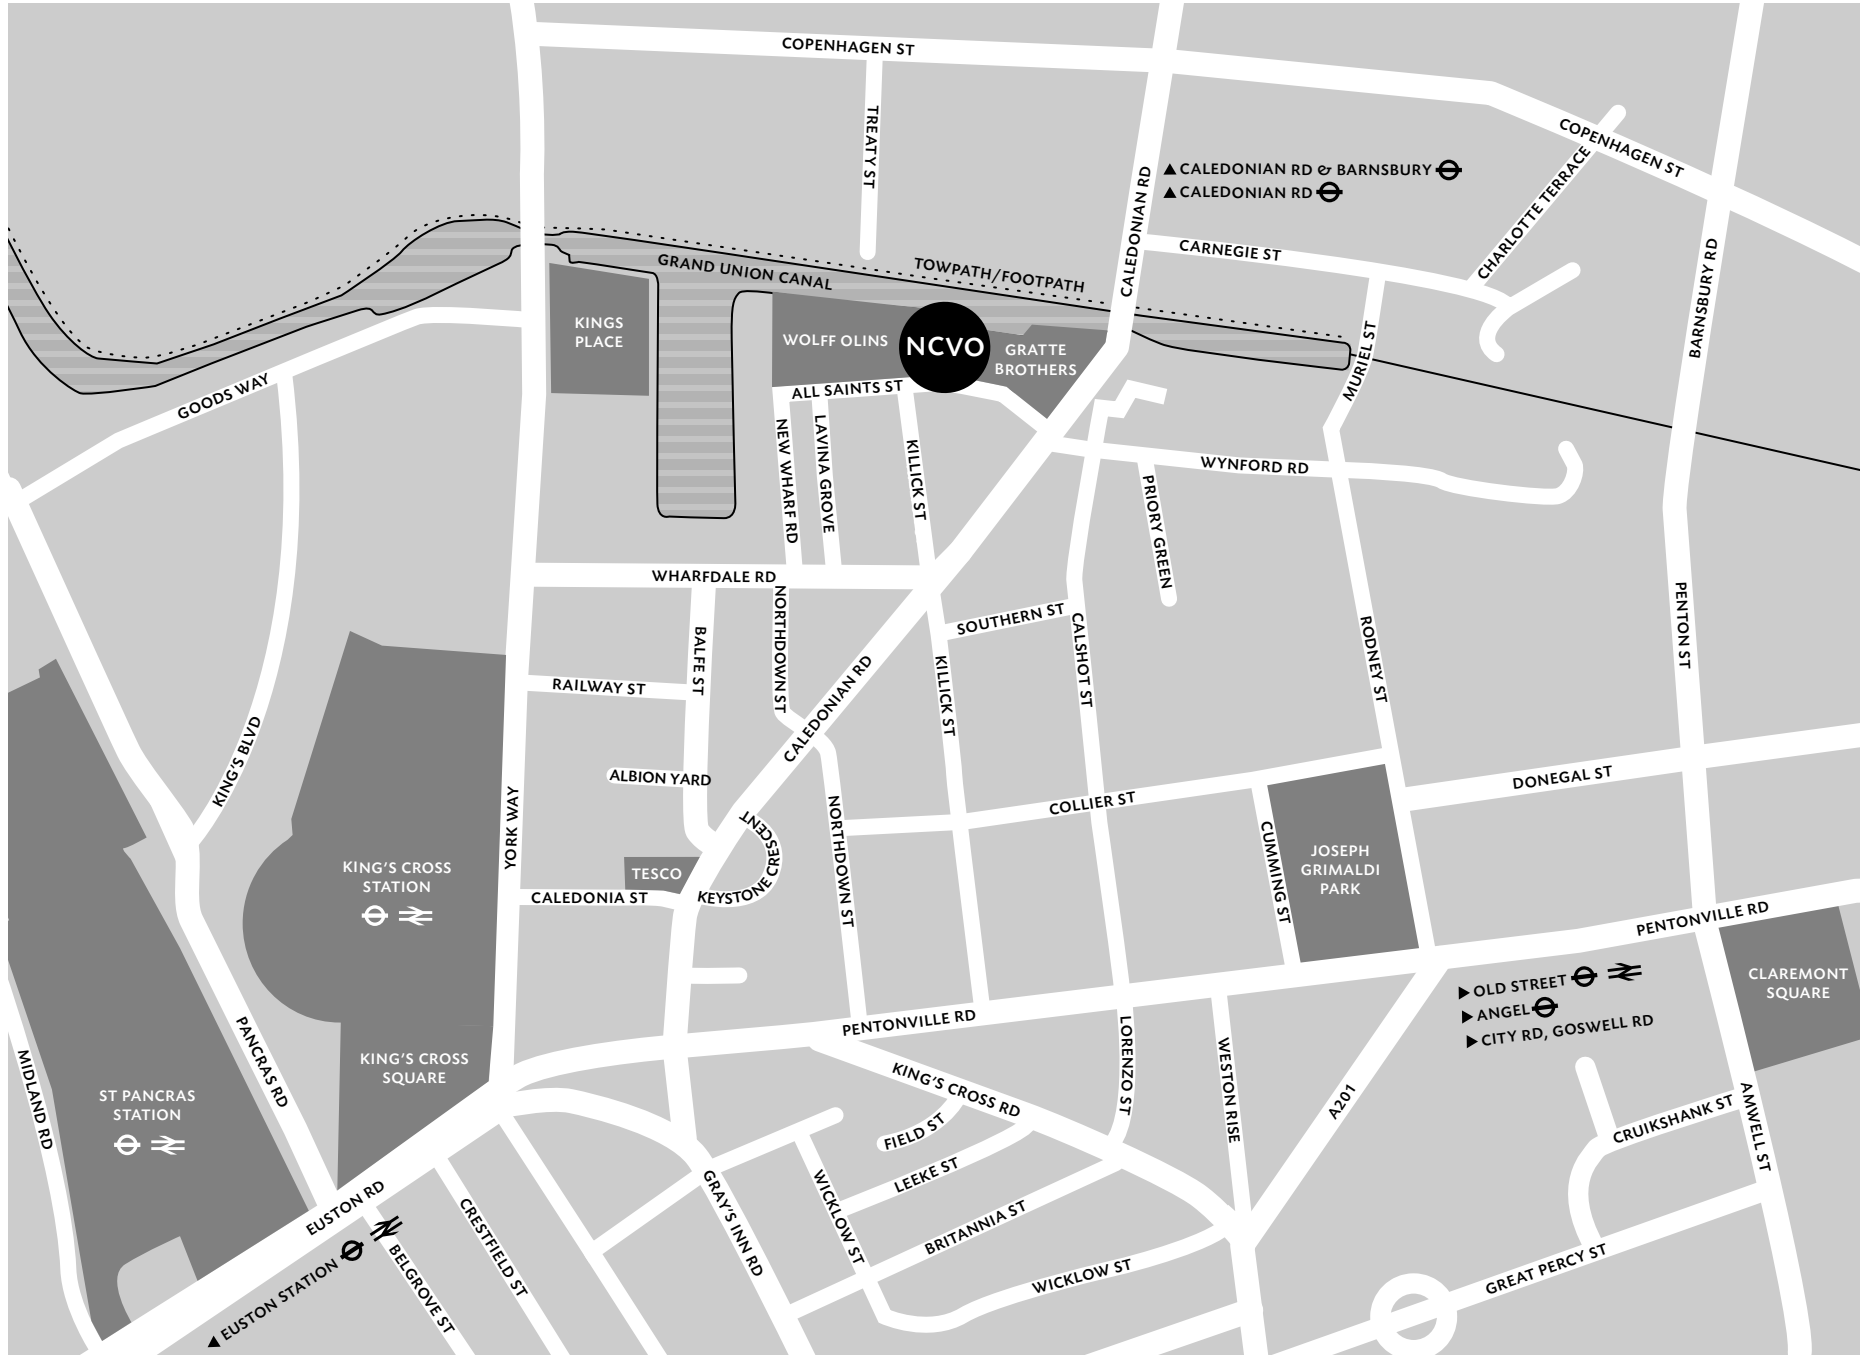 COPENHAGEN ST
TREATY ST
COPENHAGEN ST
CALEDONIAN RD
▲ CALEDONIAN RD & BARNSBURY
▲ CALEDONIAN RD
CHARLOTTE TERRACE
CARNEGIE ST
BARNSBURY RD
GRAND UNION CANAL
TOWPATH/FOOTPATH
KINGS
PLACE
WOLFF OLINS
NCVO
GRATTE
BROTHERS
MURIEL ST
GOODS WAY
ALL SAINTS ST
NEW WHARF RD
LAVINA GROVE
KILLICK ST
WYNFORD RD
PRIORY GREEN
WHARFDALE RD
NORTHDOWN ST
BALFE ST
SOUTHERN ST
CALSHOT ST
RODNEY ST
PENTON ST
RAILWAY ST
CALEDONIAN RD
KILLICK ST
KING'S BLVD
ALBION YARD
YORK WAY
COLLIER ST
DONEGAL ST
NORTHDOWN ST
CUMMING ST
JOSEPH
GRIMALDI
PARK
KING'S CROSS
STATION
TESCO
KEYSTONE CRESCENT
CALEDONIA ST
PENTONVILLE RD
CLAREMONT
SQUARE
▶ OLD STREET
▶ ANGEL
▶ CITY RD, GOSWELL RD
PENTONVILLE RD
PANCRAS RD
MIDLAND RD
KING'S CROSS
SQUARE
ST PANCRAS
STATION
KING'S CROSS RD
LORENZO ST
WESTON RISE
A201
FIELD ST
LEEKE ST
CRUIKSHANK ST
AMWELL ST
EUSTON RD
▲ EUSTON STATION
BELGROVE ST
CRESTFIELD ST
GRAY'S INN RD
WICKLOW ST
BRITANNIA ST
WICKLOW ST
GREAT PERCY ST